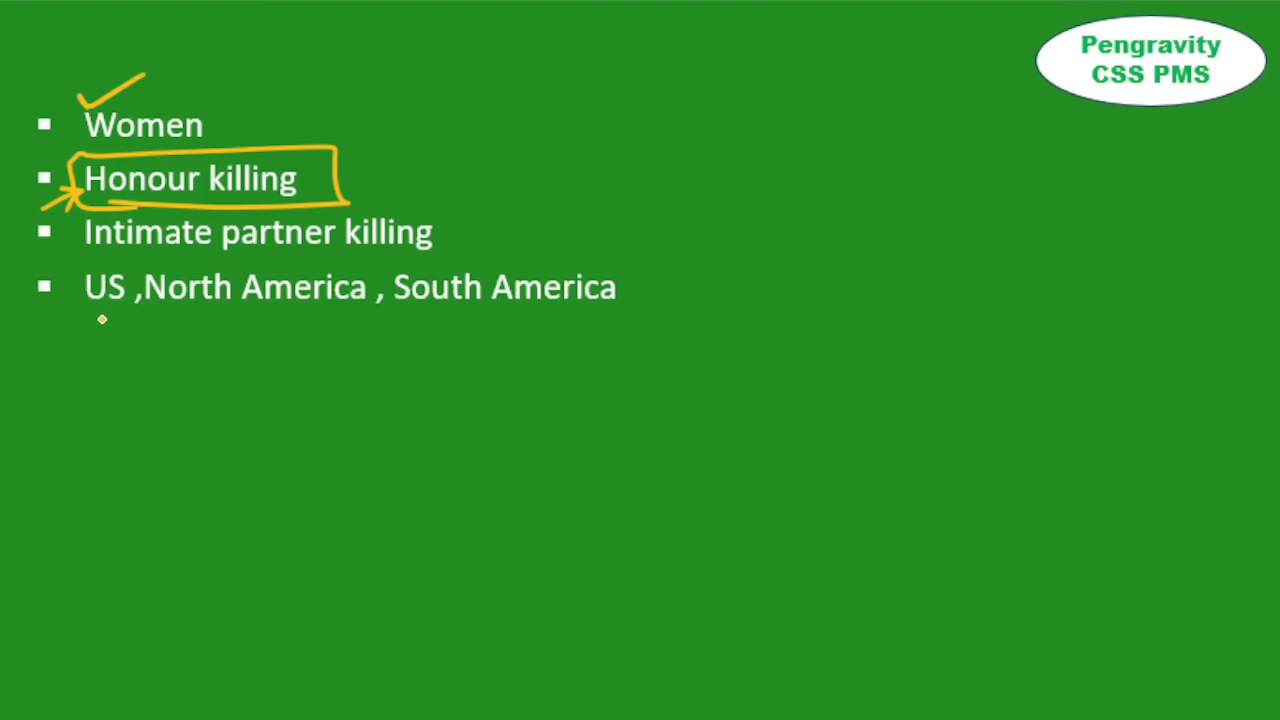 Pengravity
CSS PMS
Women
Honour killing
Intimate partner killing
US ,North America , South America